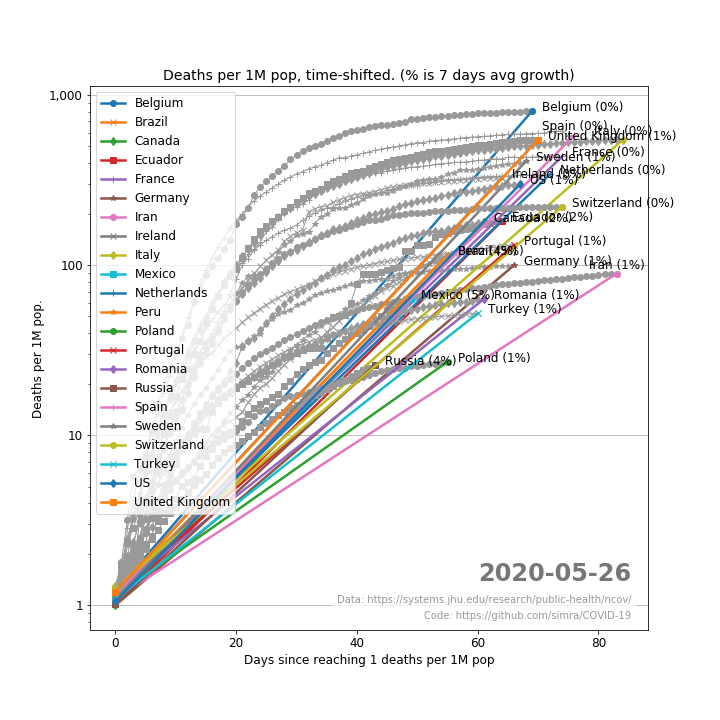 Deaths per 1M pop, time-shifted. (% is 7 days avg growth)
Deaths per 1M pop.
1,000
100
10
1
Belgium
Brazil
Canada
Ecuador
France
Germany
Iran
Ireland
Italy
Mexico
Netherlands
Peru
Poland
Portugal
Romania
Russia
Spain
Sweden
Switzerland
Turkey
US
United Kingdom
Belgium (0%)
Spain (0%)
Italy (0%)
United Kingdom (1%)
France (0%)
Sweden (1%)
Netherlands (0%)
Ireland
US (1%)
Switzerland (0%)
Canada (2%)
Ecuador (2%)
Portugal (1%)
Germany (1%)
Iran (1%)
Mexico (5%)
Romania (1%)
Turkey (1%)
Russia (4%)
Poland (1%)
2020-05-26
Data: https://systems.jhu.edu/research/public-health/ncov/
Code: https://github.com/simra/COVID-19
0 20 40 60 80
Days since reaching 1 deaths per 1M pop